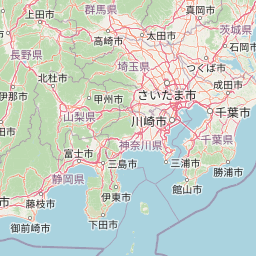 群馬県
真岡市
上田市
高崎市
太田市
茨城県
石岡市
長野県
埼玉県
つくば市
北杜市
成田市
さいたま市
伊那市
甲州市
山梨県
千葉市
川崎市
千葉県
神奈川県
富士市
三島市
三浦市
勝浦市
静岡県
館山市
伊東市
藤枝市
下田市
御前崎市